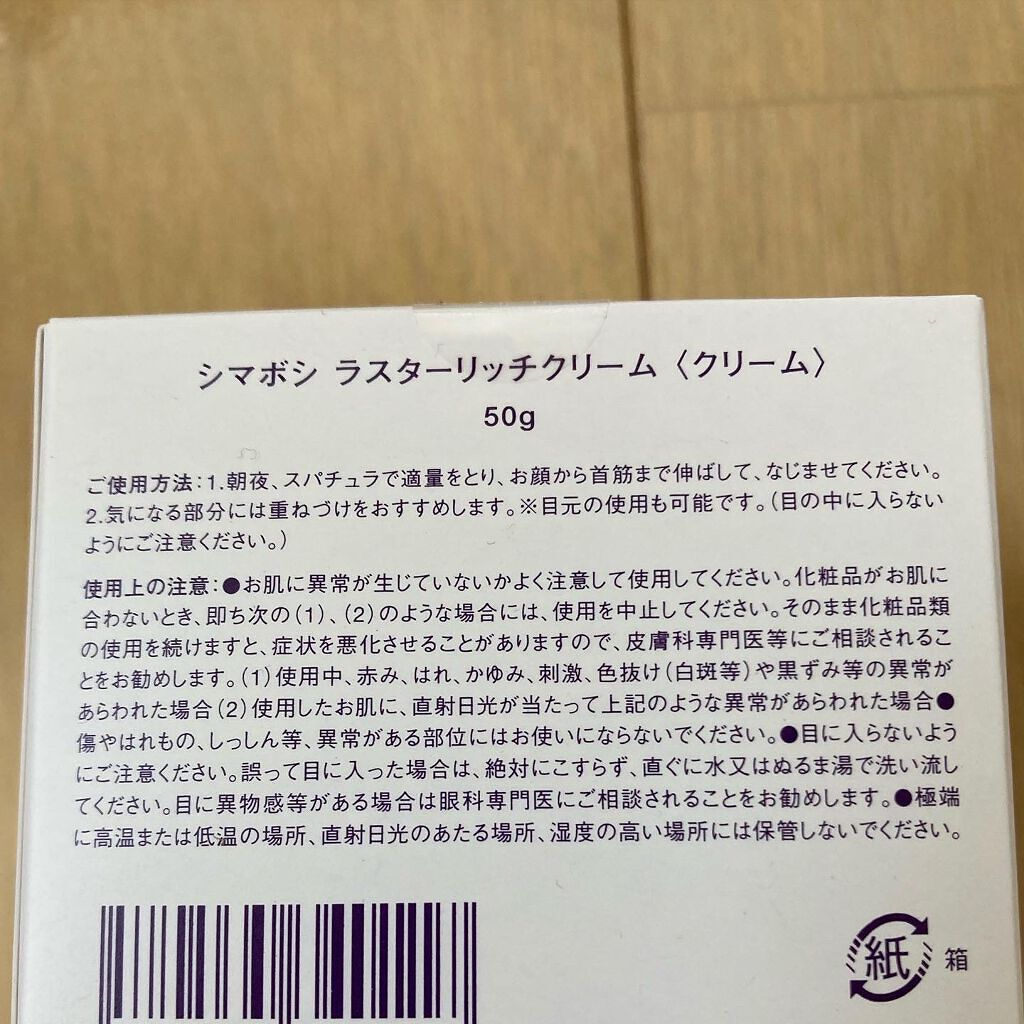 シマボシ ラスターリッチクリーム〈クリーム〉
50g
ご使用方法:1.朝夜、スパチュラで適量をとり、お顔から首筋まで伸ばして、なじませてください。
2.気になる部分には重ねづけをおすすめします。※目元の使用も可能です。(目の中に入らない
ようにご注意ください。)
使用上の注意:●お肌に異常が生じていないかよく注意して使用してください。化粧品がお肌に
合わないとき、即ち次の(1)、(2)のような場合には、使用を中止してください。そのまま化粧品類
の使用を続けますと、症状を悪化させることがありますので、皮膚科専門医等にご相談されるこ
とをお勧めします。(1)使用中、赤み、はれ、かゆみ、刺激、色抜け(白斑等)や黒ずみ等の異常が
あらわれた場合(2)使用したお肌に、直射日光が当たって上記のような異常があらわれた場合●
傷やはれもの、しっしん等、異常がある部位にはお使いにならないでください。●目に入らないよう
にご注意ください。誤って目に入った場合は、絶対にこすらず、直ぐに水又はぬるま湯で洗い流し
てください。目に異物感等がある場合は眼科専門医にご相談されることをお勧めします。●極端
に高温または低温の場所、直射日光のあたる場所、湿度の高い場所には保管しないでください。
紙 箱